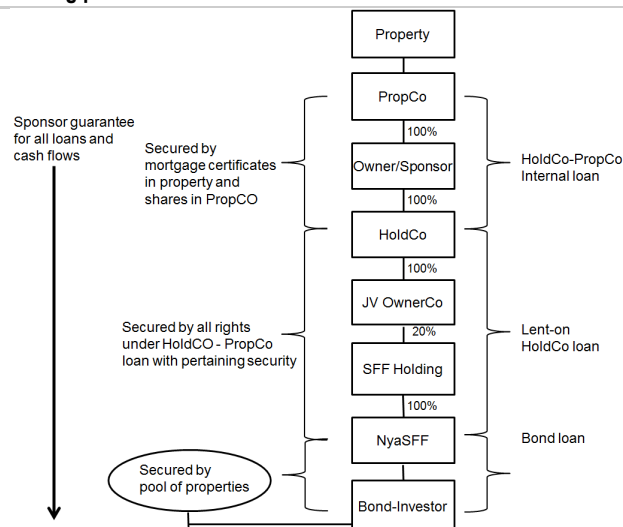 Property
PropCo
100%
Owner/Sponsor
100%
HoldCo
100%
JV OwnerCo
20%
SFF Holding
100%
NyaSFF
Bond-Investor
Sponsor guarantee
for all loans and
cash flows
Secured by
mortgage certificates
in property and
shares in PropCO
Secured by all rights
under HoldCO - PropCo
loan with pertaining security
Secured by
pool of properties
HoldCo-PropCo
Internal loan
Lent-on
HoldCo loan
Bond loan